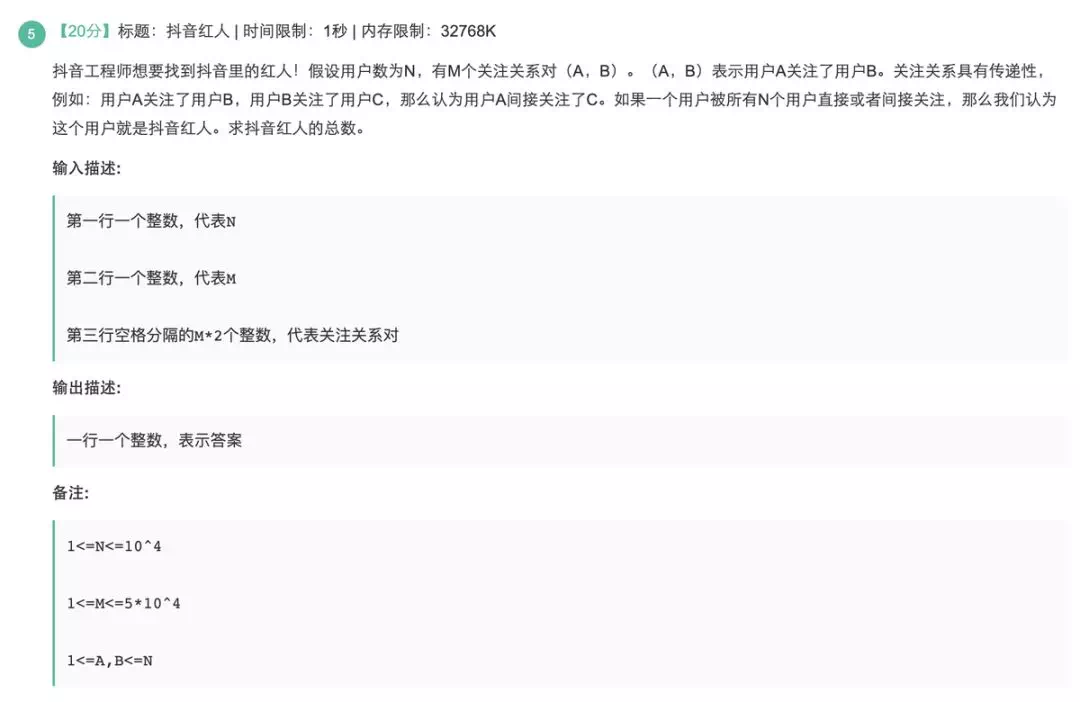 5 【20分】标题：抖音红人 | 时间限制：1秒 | 内存限制：32768K
抖音工程师想要找到抖音里的红人！假设用户数为N，有M个关注关系对（A，B）。（A，B）表示用户A关注了用户B。关注关系具有传递性，
例如：用户A关注了用户B，用户B关注了用户C，那么认为用户A间接关注了C。如果一个用户被所有N个用户直接或者间接关注，那么我们认为
这个用户就是抖音红人。求抖音红人的总数。
输入描述:
第一行一个整数，代表N
第二行一个整数，代表M
第三行空格分隔的M*2个整数，代表关注关系对
输出描述:
一行一个整数，表示答案
备注:
1<=N<=10^4
1<=M<=5*10^4
1<=A,B<=N